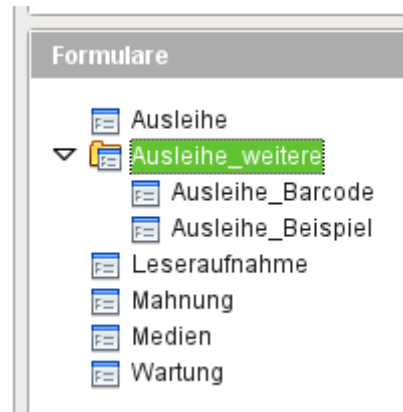 Formulare
Ausleihe
Ausleihe_weitere
Ausleihe_Barcode
Ausleihe_Beispiel
Leseraufnahme
Mahnung
Medien
Wartung